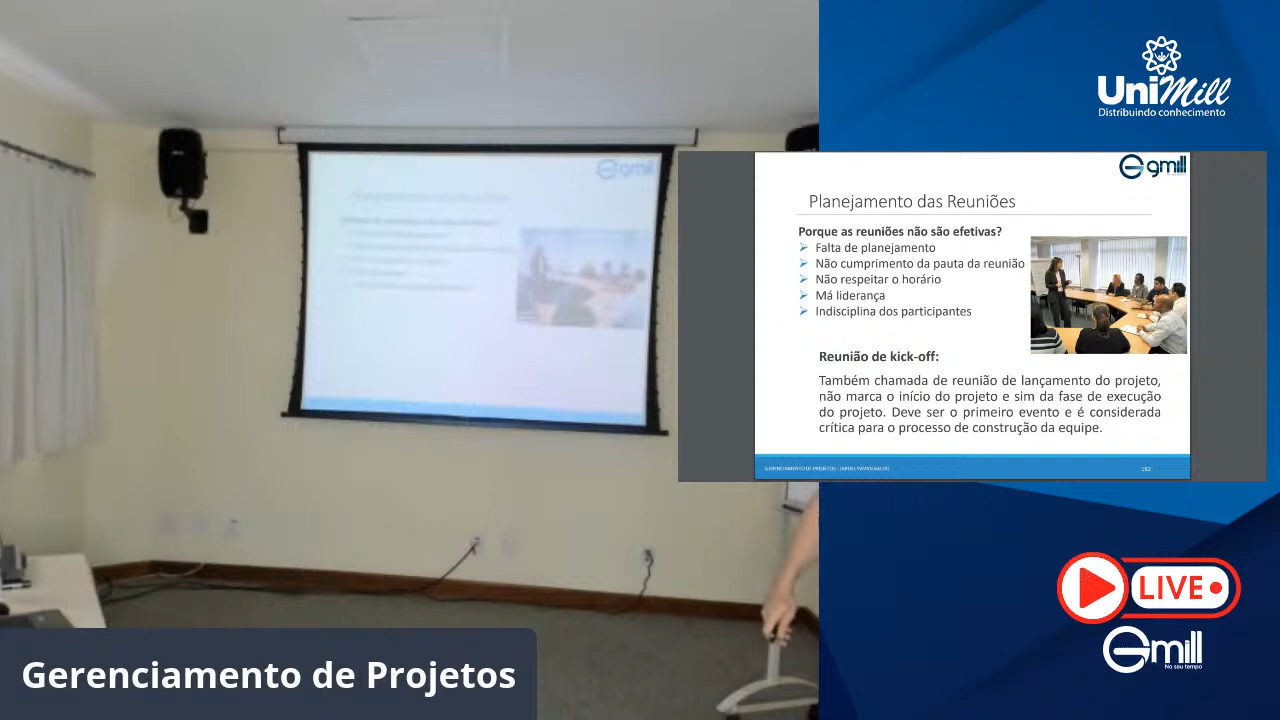 UniMill
Distribuindo conhecimento
gmill
gmill
Planejamento das Reuniões
Porque as reuniões não são efetivas?
Falta de planejamento
Não cumprimento da pauta da reunião
Não respeitar o horário
Má liderança
Indisciplina dos participantes
Reunião de kick-off:
Também chamada de reunião de lançamento do projeto,
não marca o início do projeto e sim da fase de execução
do projeto. Deve ser o primeiro evento e é considerada
crítica para o processo de construção da equipe.
192
LIVE
Gmill
No seu tempo
Gerenciamento de Projetos